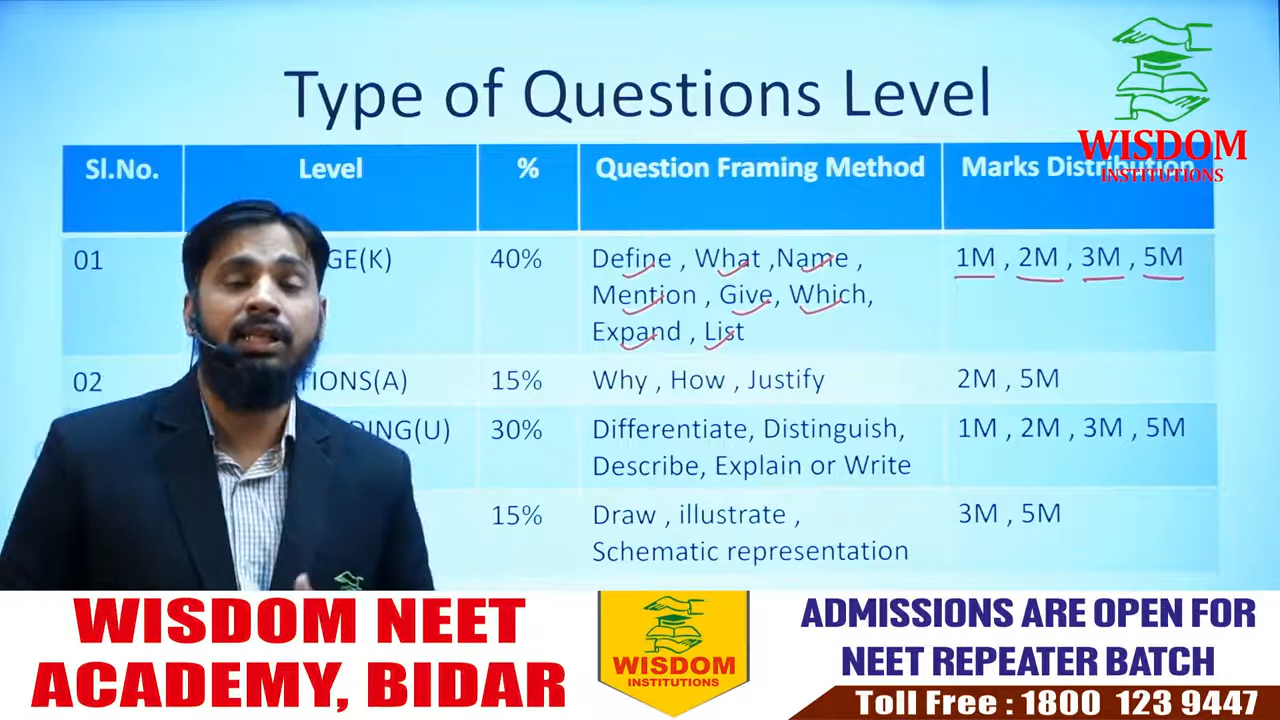 Type of Questions Level
WISDOM
INSTITUTIONS
Sl.No. Level % Question Framing Method Marks Distribution
01 GE(K) 40% Define , What ,Name , 1M , 2M , 3M , 5M
Mention , Give, Which,
Expand , List
02 TIONS(A) 15% Why , How , Justify 2M , 5M
DING(U) 30% Differentiate, Distinguish, 1M , 2M , 3M , 5M
Describe, Explain or Write
15% Draw , illustrate , 3M , 5M
Schematic representation
WISDOM NEET
ACADEMY, BIDAR
WISDOM
INSTITUTIONS
ADMISSIONS ARE OPEN FOR
NEET REPEATER BATCH
Toll Free : 1800 123 9447